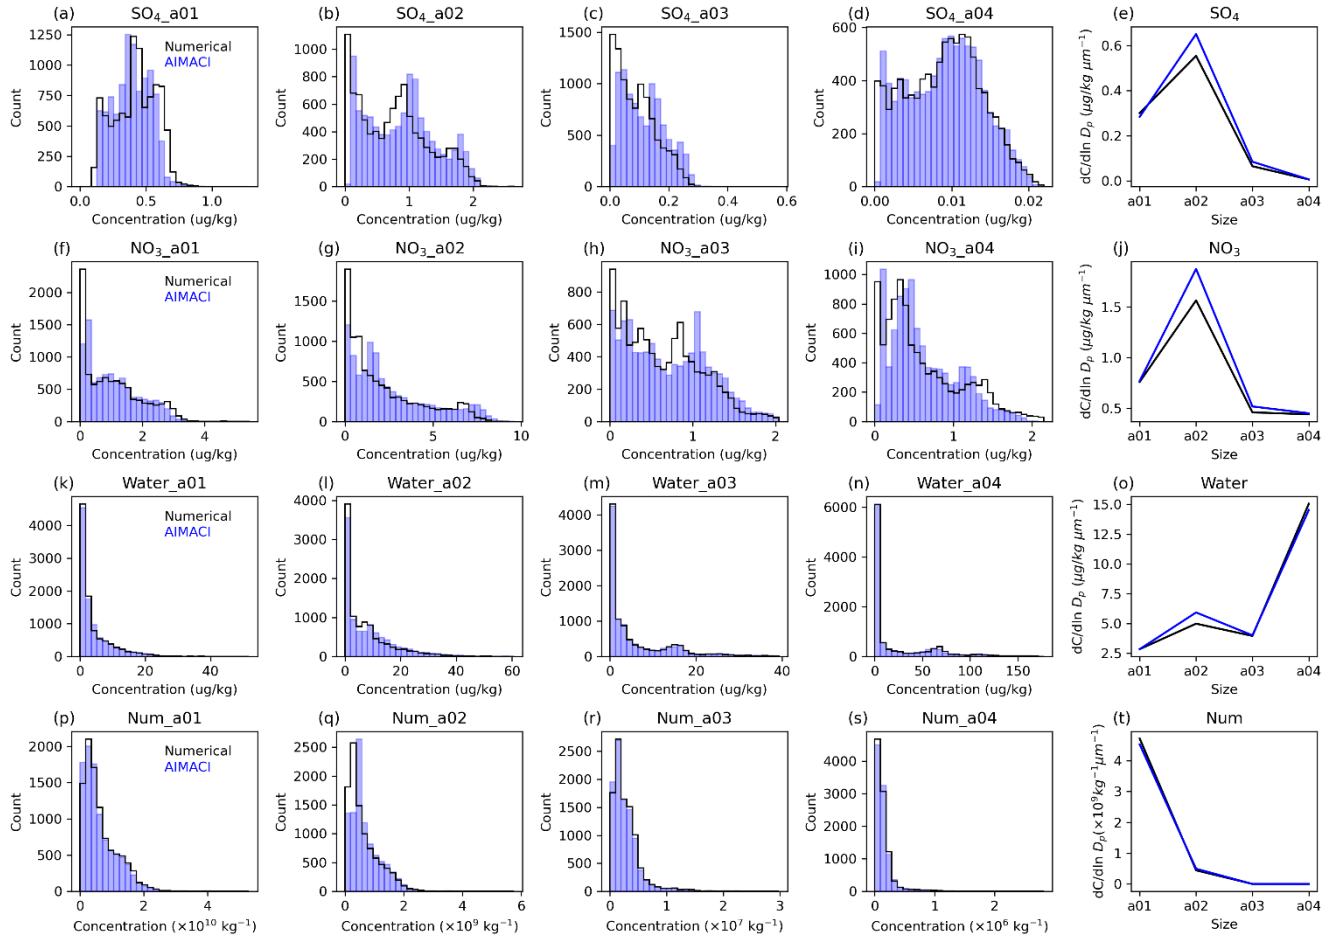 (a) SO₄_a01
Numerical
AIMACI
Count
1250
1000
750
500
250
0
0.0 0.5 1.0
Concentration (ug/kg)
(b) SO₄_a02
Count
1000
800
600
400
200
0
0 1 2
Concentration (ug/kg)
(c) SO₄_a03
Count
1500
1000
500
0
0.0 0.2 0.4 0.6
Concentration (ug/kg)
(d) SO₄_a04
Count
600
400
200
0
0.00 0.01 0.02
Concentration (ug/kg)
(e) SO₄
dC/dln Dₚ (μg/kg μm⁻¹)
0.6
0.4
0.2
0.0
a01 a02 a03 a04
Size
(f) NO₃_a01
Numerical
AIMACI
Count
2000
1500
1000
500
0
0 2 4
Concentration (ug/kg)
(g) NO₃_a02
Count
1500
1000
500
0
0 5 10
Concentration (ug/kg)
(h) NO₃_a03
Count
800
600
400
200
0
0 1 2
Concentration (ug/kg)
(i) NO₃_a04
Count
1000
800
600
400
200
0
0 1 2
Concentration (ug/kg)
(j) NO₃
dC/dln Dₚ (μg/kg μm⁻¹)
1.5
1.0
0.5
a01 a02 a03 a04
Size
(k) Water_a01
Numerical
AIMACI
Count
4000
3000
2000
1000
0
0 20 40
Concentration (ug/kg)
(l) Water_a02
Count
4000
3000
2000
1000
0
0 20 40 60
Concentration (ug/kg)
(m) Water_a03
Count
4000
3000
2000
1000
0
0 20 40
Concentration (ug/kg)
(n) Water_a04
Count
6000
4000
2000
0
0 50 100 150
Concentration (ug/kg)
(o) Water
dC/dln Dₚ (μg/kg μm⁻¹)
15.0
12.5
10.0
7.5
5.0
2.5
a01 a02 a03 a04
Size
(p) Num_a01
Numerical
AIMACI
Count
2000
1500
1000
500
0
0 2 4
Concentration (×10¹⁰ kg⁻¹)
(q) Num_a02
Count
2500
2000
1500
1000
500
0
0 2 4 6
Concentration (×10⁹ kg⁻¹)
(r) Num_a03
Count
2500
2000
1500
1000
500
0
0 1 2 3
Concentration (×10⁷ kg⁻¹)
(s) Num_a04
Count
4000
3000
2000
1000
0
0 1 2
Concentration (×10⁶ kg⁻¹)
(t) Num
dC/dln Dₚ(×10⁹kg⁻¹μm⁻¹)
4
3
2
1
0
a01 a02 a03 a04
Size